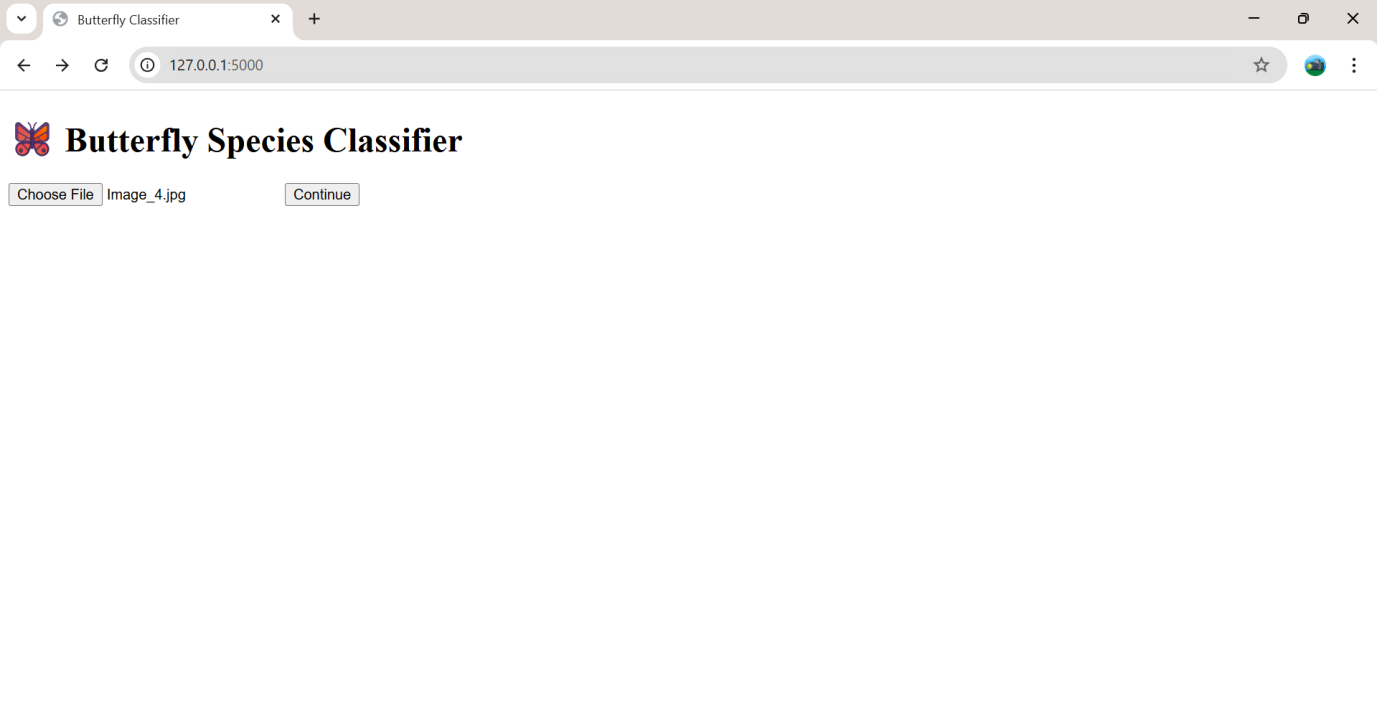 Butterfly Classifier
127.0.0.1:5000
🦋 Butterfly Species Classifier
Choose File Image_4.jpg Continue